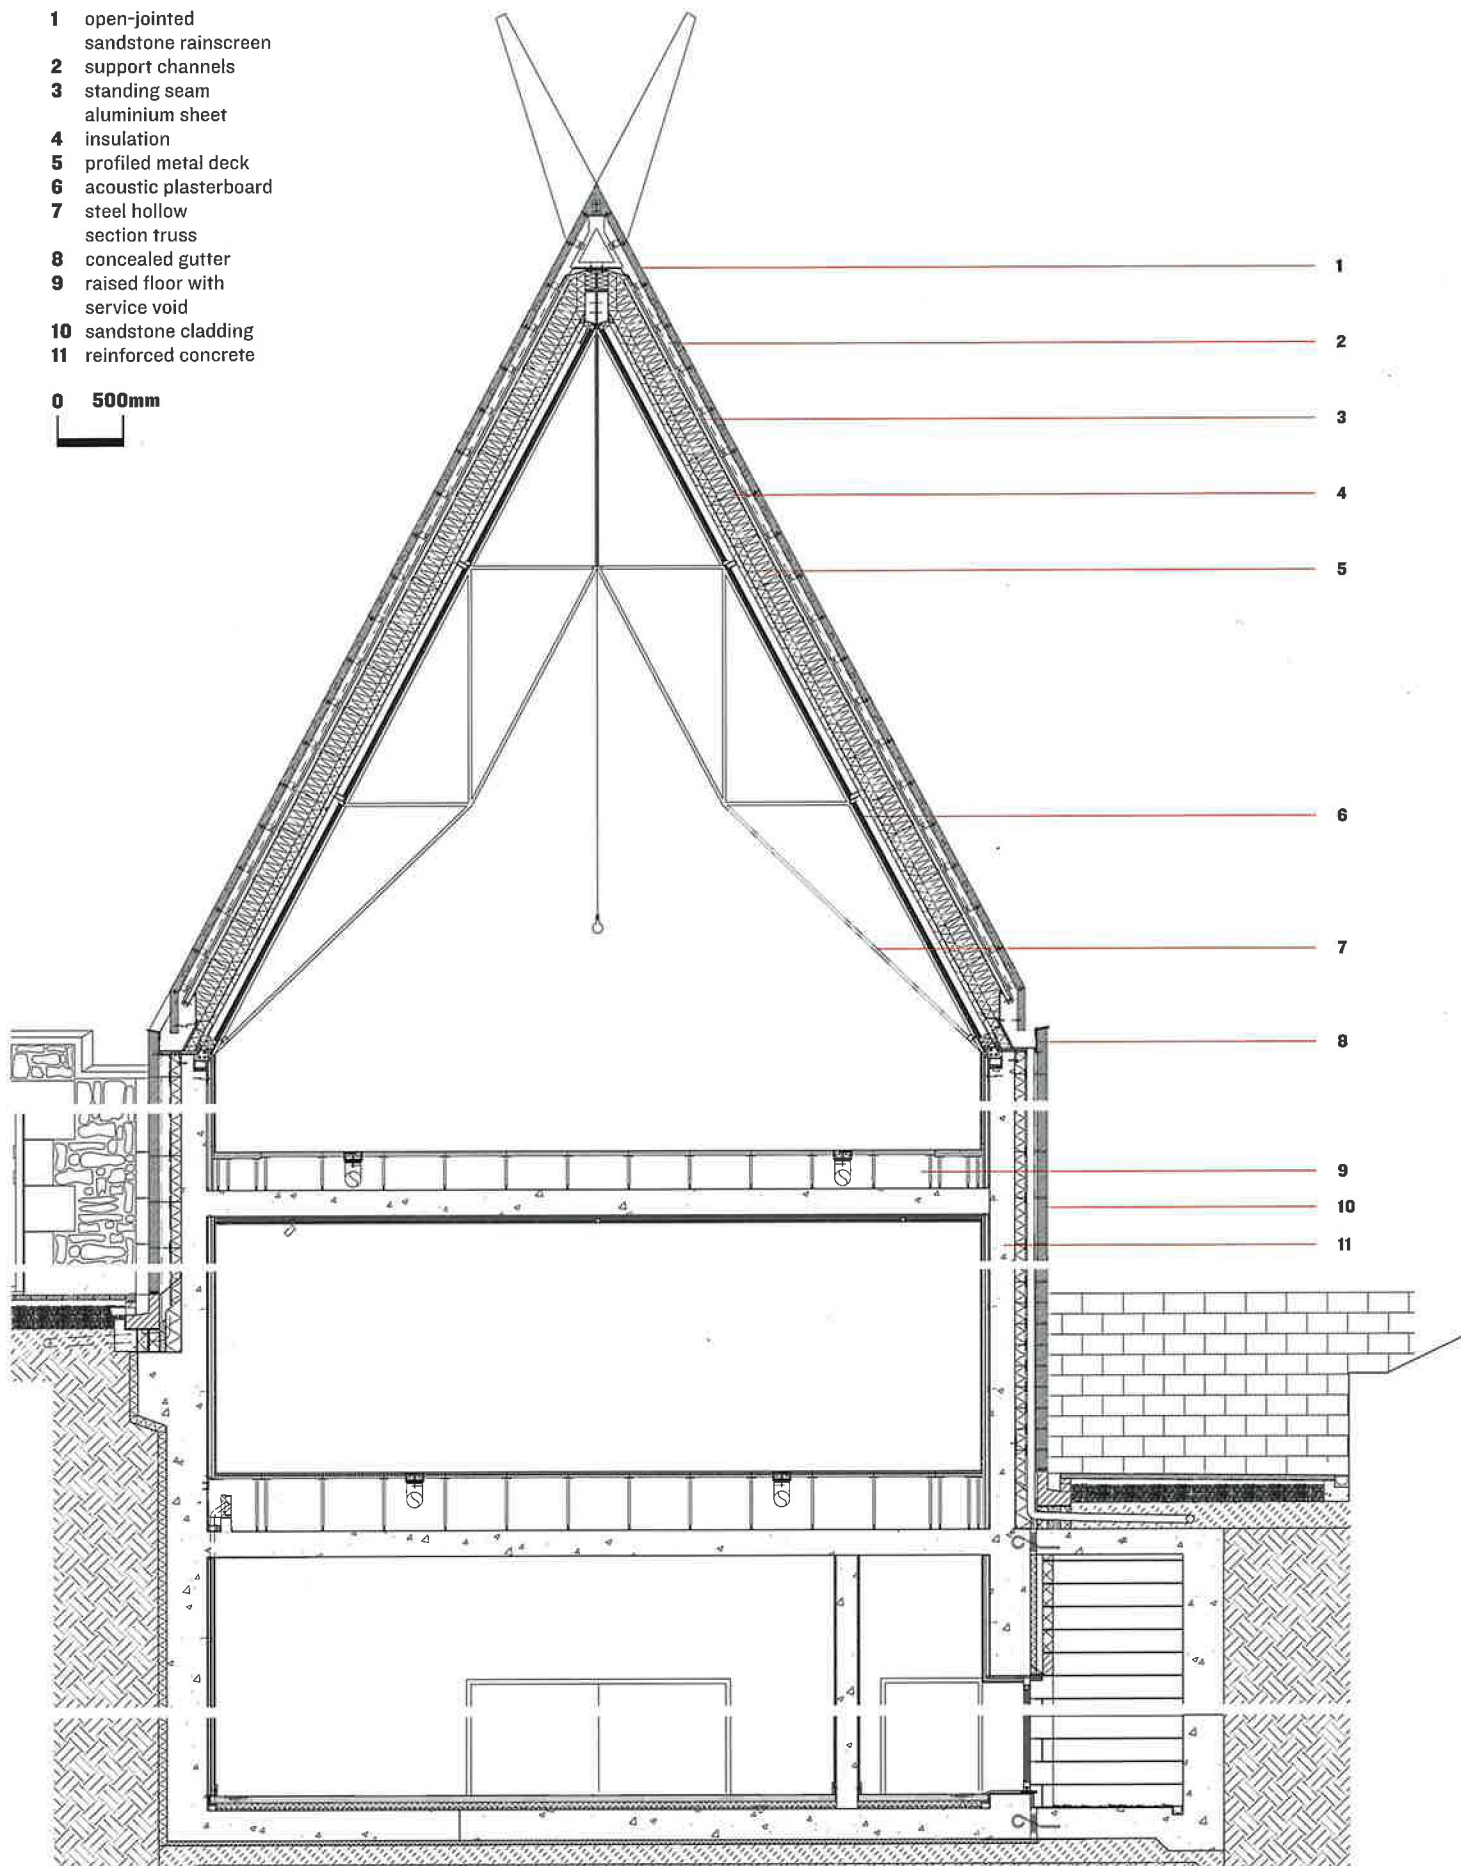 1 open-jointed
sandstone rainscreen
2 support channels
3 standing seam
aluminium sheet
4 insulation
5 profiled metal deck
6 acoustic plasterboard
7 steel hollow
section truss
8 concealed gutter
9 raised floor with
service void
10 sandstone cladding
11 reinforced concrete
0 500mm
1
2
3
4
5
6
7
8
9
10
11